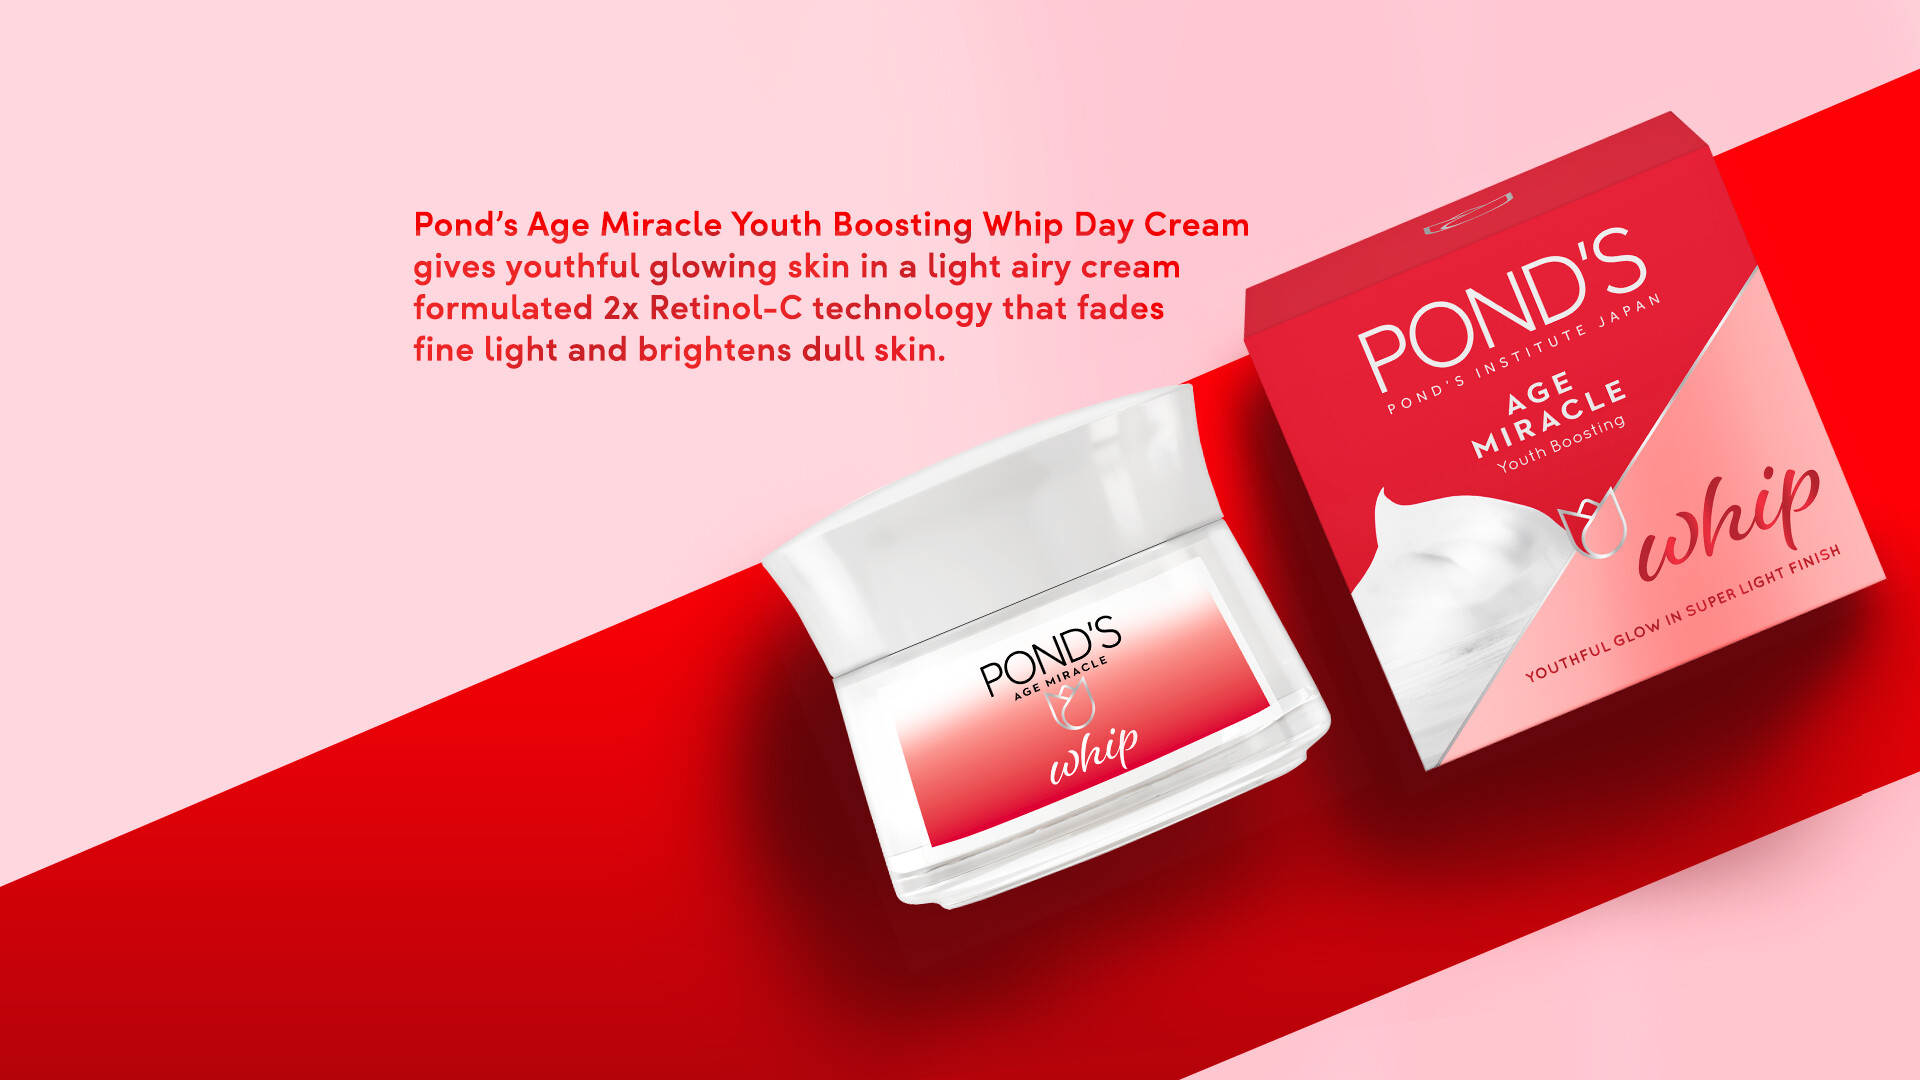 Pond's Age Miracle Youth Boosting Whip Day Cream
gives youthful glowing skin in a light airy cream
formulated 2x Retinol-C technology that fades
fine light and brightens dull skin.
POND'S
POND'S INSTITUTE JAPAN
AGE
MIRACLE
Youth Boosting
whip
YOUTHFUL GLOW IN SUPER LIGHT FINISH
POND'S
AGE MIRACLE
whip